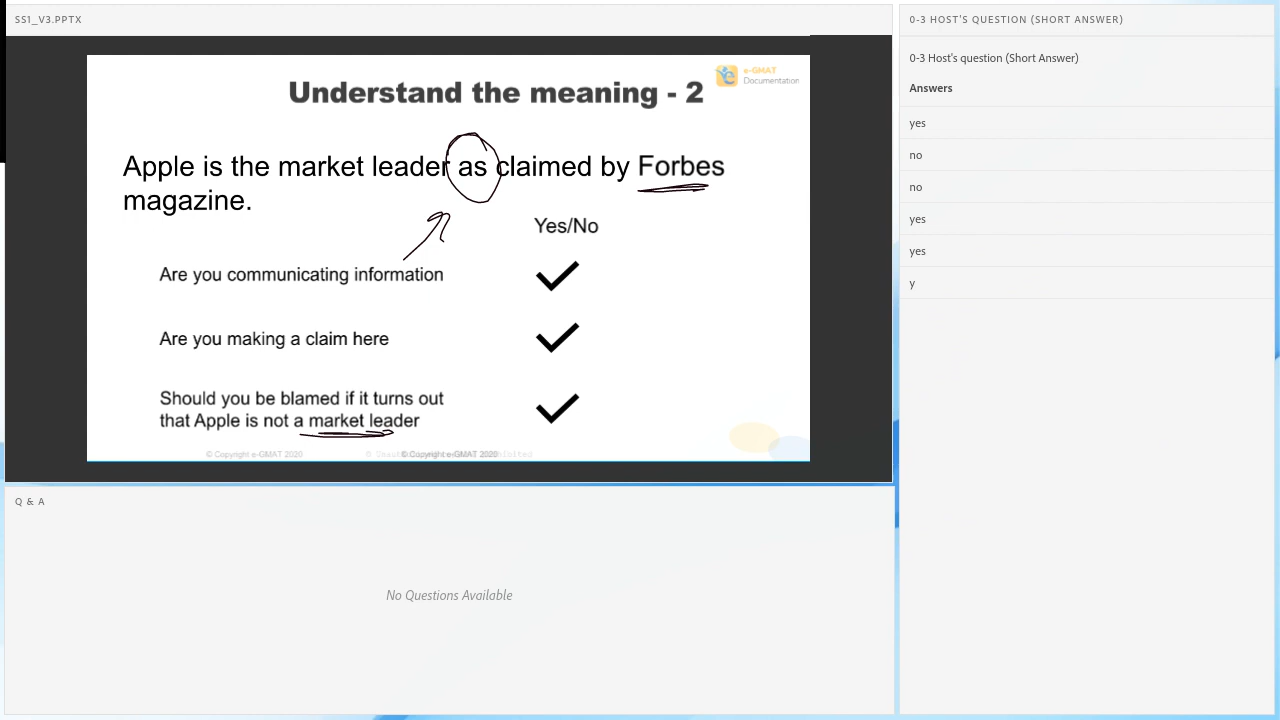 SS1_V3.PPTX
Understand the meaning - 2
e-GMAT
Documentation
Apple is the market leader as claimed by Forbes
magazine.
Yes/No
Are you communicating information
Are you making a claim here
Should you be blamed if it turns out
that Apple is not a market leader
© Copyright e-GMAT 2020
© Copyright e-GMAT 2020
Q & A
No Questions Available
0-3 HOST'S QUESTION (SHORT ANSWER)
0-3 Host's question (Short Answer)
Answers
yes
no
no
yes
yes
y